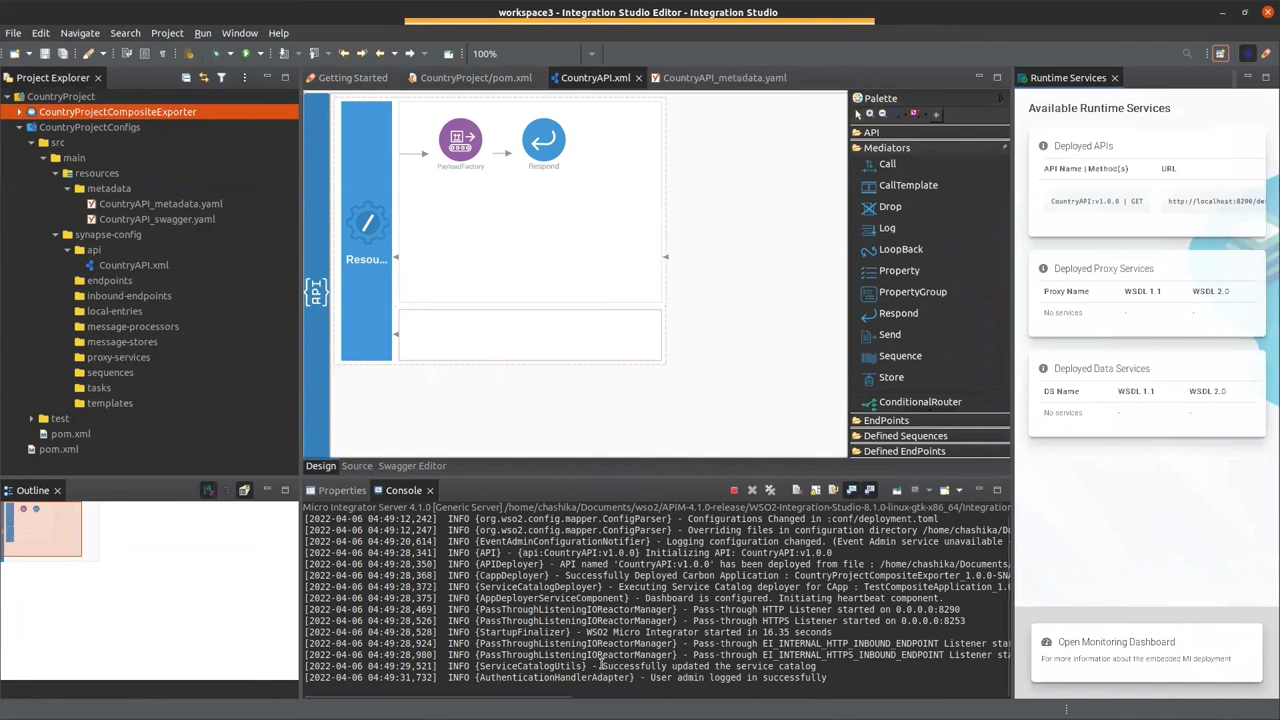 workspace3 - Integration Studio Editor - Integration Studio
File Edit Navigate Search Project Run Window Help
100%
Project Explorer
CountryProject
CountryProjectCompositeExporter
CountryProjectConfigs
src
main
resources
metadata
CountryAPI_metadata.yaml
CountryAPI_swagger.yaml
synapse-config
api
CountryAPI.xml
endpoints
inbound-endpoints
local-entries
message-processors
message-stores
proxy-services
sequences
tasks
templates
test
pom.xml
pom.xml
Outline
Getting Started CountryProject/pom.xml CountryAPI.xml CountryAPI_metadata.yaml
API
Resou...
PayloadFactory
Respond
Palette
API
Mediators
Call
CallTemplate
Drop
Log
LoopBack
Property
PropertyGroup
Respond
Send
Sequence
Store
ConditionalRouter
EndPoints
Defined Sequences
Defined EndPoints
Design Source Swagger Editor
Properties Console
Micro Integrator Server 4.1.0 [Generic Server] /home/chashika/Documents/wso2/APIM-4.1.0-release/WSO2-Integration-Studio-8.1.0-linux-gtk-x86_64/Integration
[2022-04-06 04:49:12,242] INFO {org.wso2.config.mapper.ConfigParser} - Configurations Changed in :conf/deployment.toml
[2022-04-06 04:49:12,247] INFO {org.wso2.config.mapper.ConfigParser} - Overriding files in configuration directory /home/chashika/Do
[2022-04-06 04:49:20,614] INFO {EventAdminConfigurationNotifier} - Logging configuration changed. (Event Admin service unavailable
[2022-04-06 04:49:28,341] INFO {API} - {api:CountryAPI:v1.0.0} Initializing API: CountryAPI:v1.0.0
[2022-04-06 04:49:28,350] INFO {APIDeployer} - API named 'CountryAPI:v1.0.0' has been deployed from file : /home/chashika/Documents/
[2022-04-06 04:49:28,368] INFO {CappDeployer} - Successfully Deployed Carbon Application : CountryProjectCompositeExporter_1.0.0-SNA
[2022-04-06 04:49:28,372] INFO {ServiceCatalogDeployer} - Executing Service Catalog deployer for CApp : TestCompositeApplication_1.0
[2022-04-06 04:49:28,375] INFO {AppDeployerServiceComponent} - Dashboard is configured. Initiating heartbeat component.
[2022-04-06 04:49:28,469] INFO {PassThroughListeningIOReactorManager} - Pass-through HTTP Listener started on 0.0.0.0:8290
[2022-04-06 04:49:28,526] INFO {PassThroughListeningIOReactorManager} - Pass-through HTTPS Listener started on 0.0.0.0:8253
[2022-04-06 04:49:28,528] INFO {StartupFinalizer} - WSO2 Micro Integrator started in 16.35 seconds
[2022-04-06 04:49:28,924] INFO {PassThroughListeningIOReactorManager} - Pass-through EI_INTERNAL_HTTP_INBOUND_ENDPOINT Listener star
[2022-04-06 04:49:28,980] INFO {PassThroughListeningIOReactorManager} - Pass-through EI_INTERNAL_HTTPS_INBOUND_ENDPOINT Listener sta
[2022-04-06 04:49:29,521] INFO {ServiceCatalogUtils} - Successfully updated the service catalog
[2022-04-06 04:49:31,732] INFO {AuthenticationHandlerAdapter} - User admin logged in successfully
Runtime Services
Available Runtime Services
Deployed APIs
API Name | Method(s) URL
CountryAPI:v1.0.0 | GET http://localhost:8290/de
Deployed Proxy Services
Proxy Name WSDL 1.1 WSDL 2.0
No services - -
Deployed Data Services
DS Name WSDL 1.1 WSDL 2.0
No services - -
Open Monitoring Dashboard
For more information about the embedded MI deployment